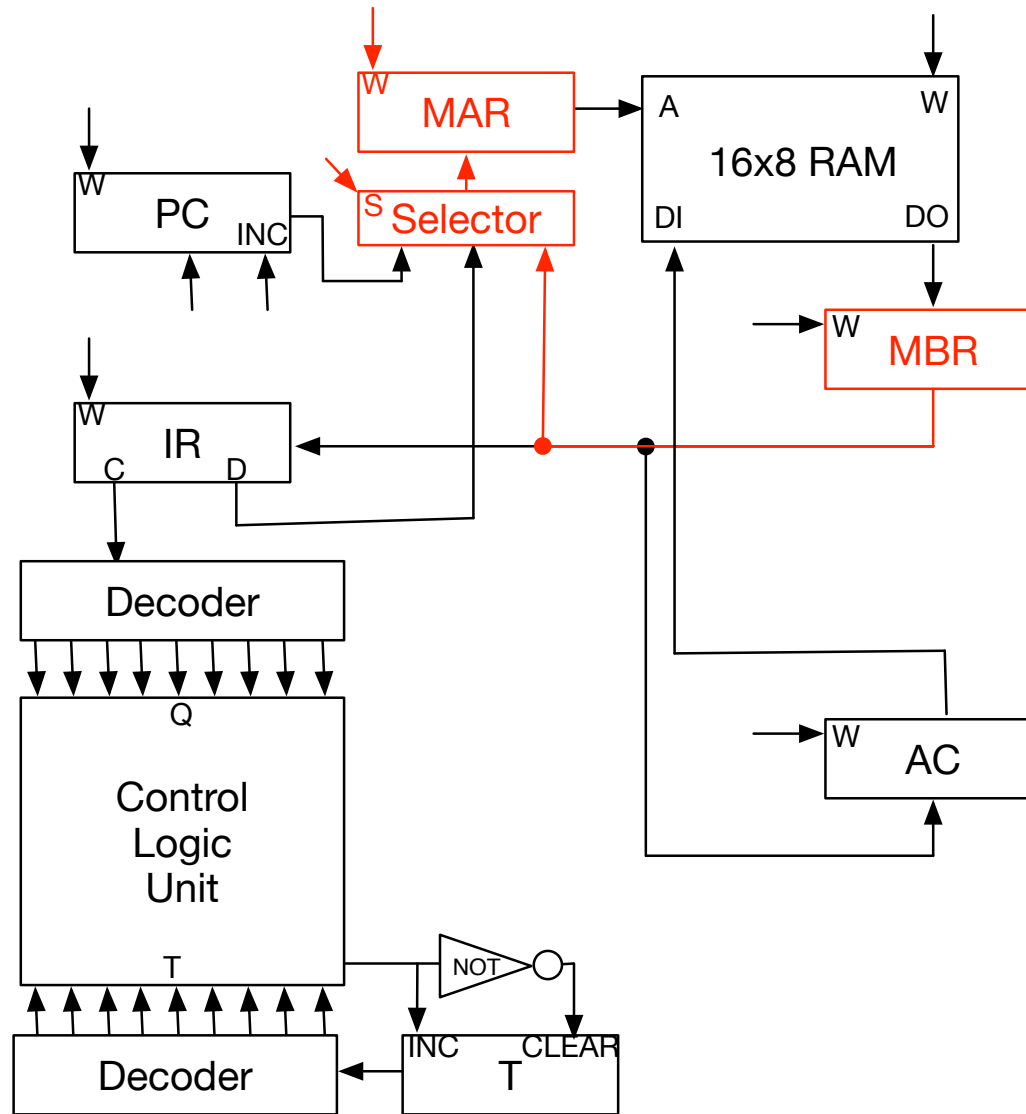 W
MAR
A
W
16x8 RAM
DI
DO
W
PC
INC
S
Selector
W
MBR
W
IR
C
D
Decoder
Q
Control
Logic
Unit
T
W
AC
NOT
INC
CLEAR
T
Decoder